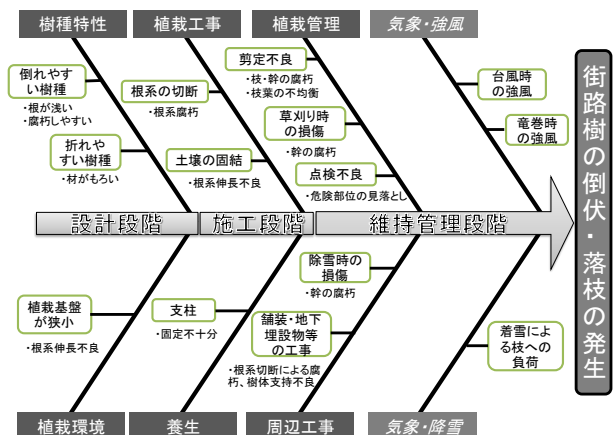 樹種特性
植栽工事
植栽管理
気象・強風
倒れやす
い樹種
・根が浅い
・腐朽しやすい
折れや
すい樹種
・材がもろい
根系の切断
・根系腐朽
土壌の固結
・根系伸長不良
剪定不良
・枝・幹の腐朽
・枝葉の不均衡
草刈り時
の損傷
・幹の腐朽
点検不良
・危険部位の見落とし
台風時
の強風
竜巻時
の強風
設計段階
施工段階
維持管理段階
街路樹の倒伏・落枝の発生
植栽基盤
が狭小
・根系伸長不良
支柱
・固定不十分
除雪時の
損傷
・幹の腐朽
舗装・地下
埋設物等
の工事
・根系切断による腐
朽、樹体支持不良
着雪によ
る枝への
負荷
植栽環境
養生
周辺工事
気象・降雪